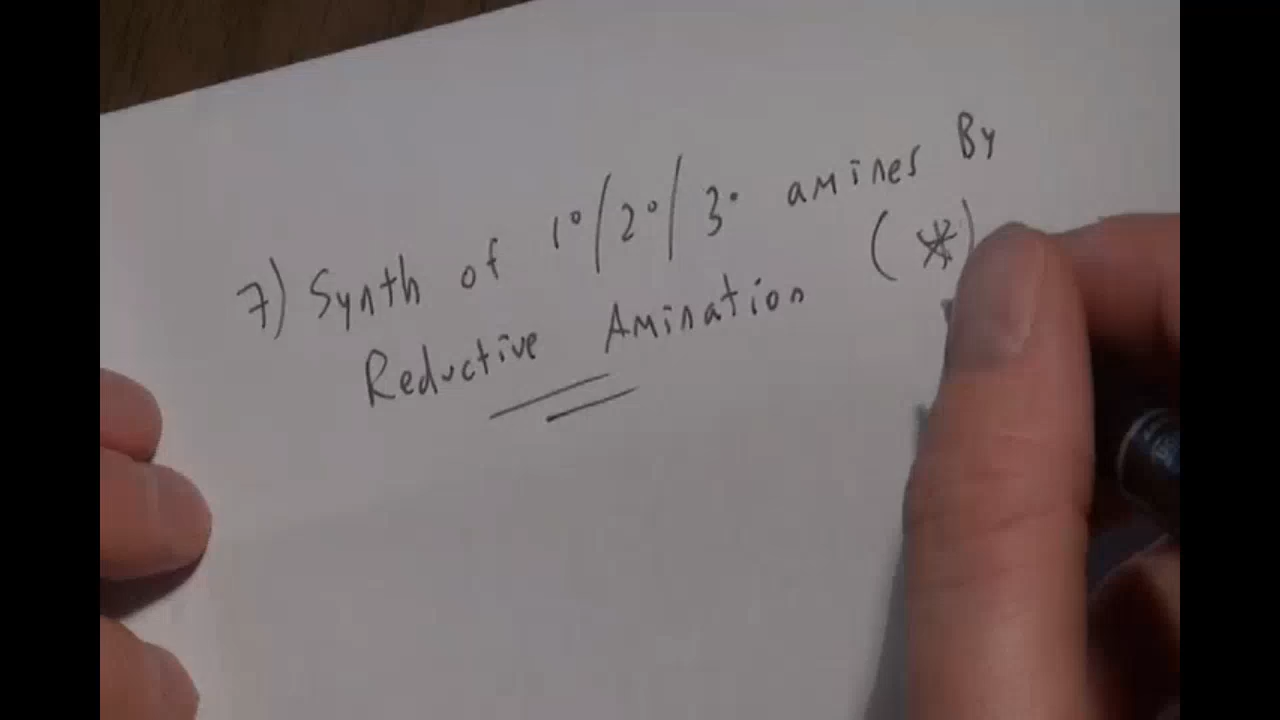 7) Synth of 1°/2°/3° amines By
Reductive Amination (*)